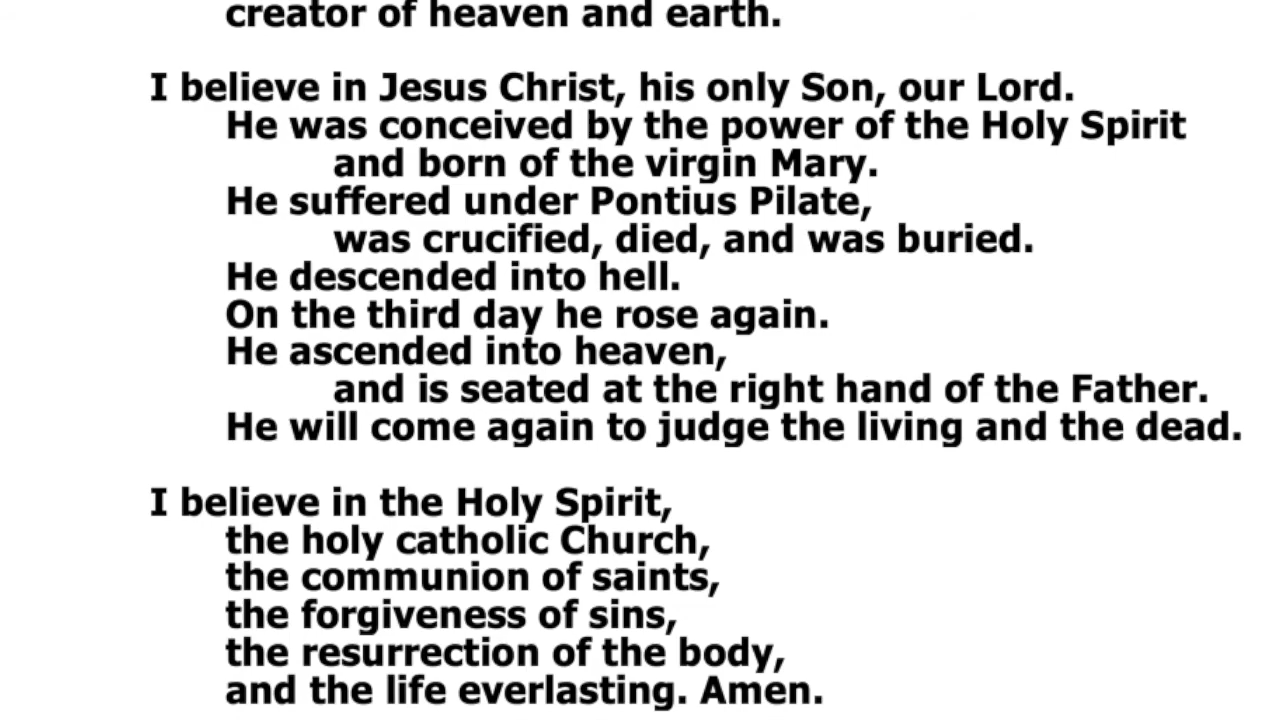 creator of heaven and earth.
I believe in Jesus Christ, his only Son, our Lord.
He was conceived by the power of the Holy Spirit
and born of the virgin Mary.
He suffered under Pontius Pilate,
was crucified, died, and was buried.
He descended into hell.
On the third day he rose again.
He ascended into heaven,
and is seated at the right hand of the Father.
He will come again to judge the living and the dead.
I believe in the Holy Spirit,
the holy catholic Church,
the communion of saints,
the forgiveness of sins,
the resurrection of the body,
and the life everlasting. Amen.